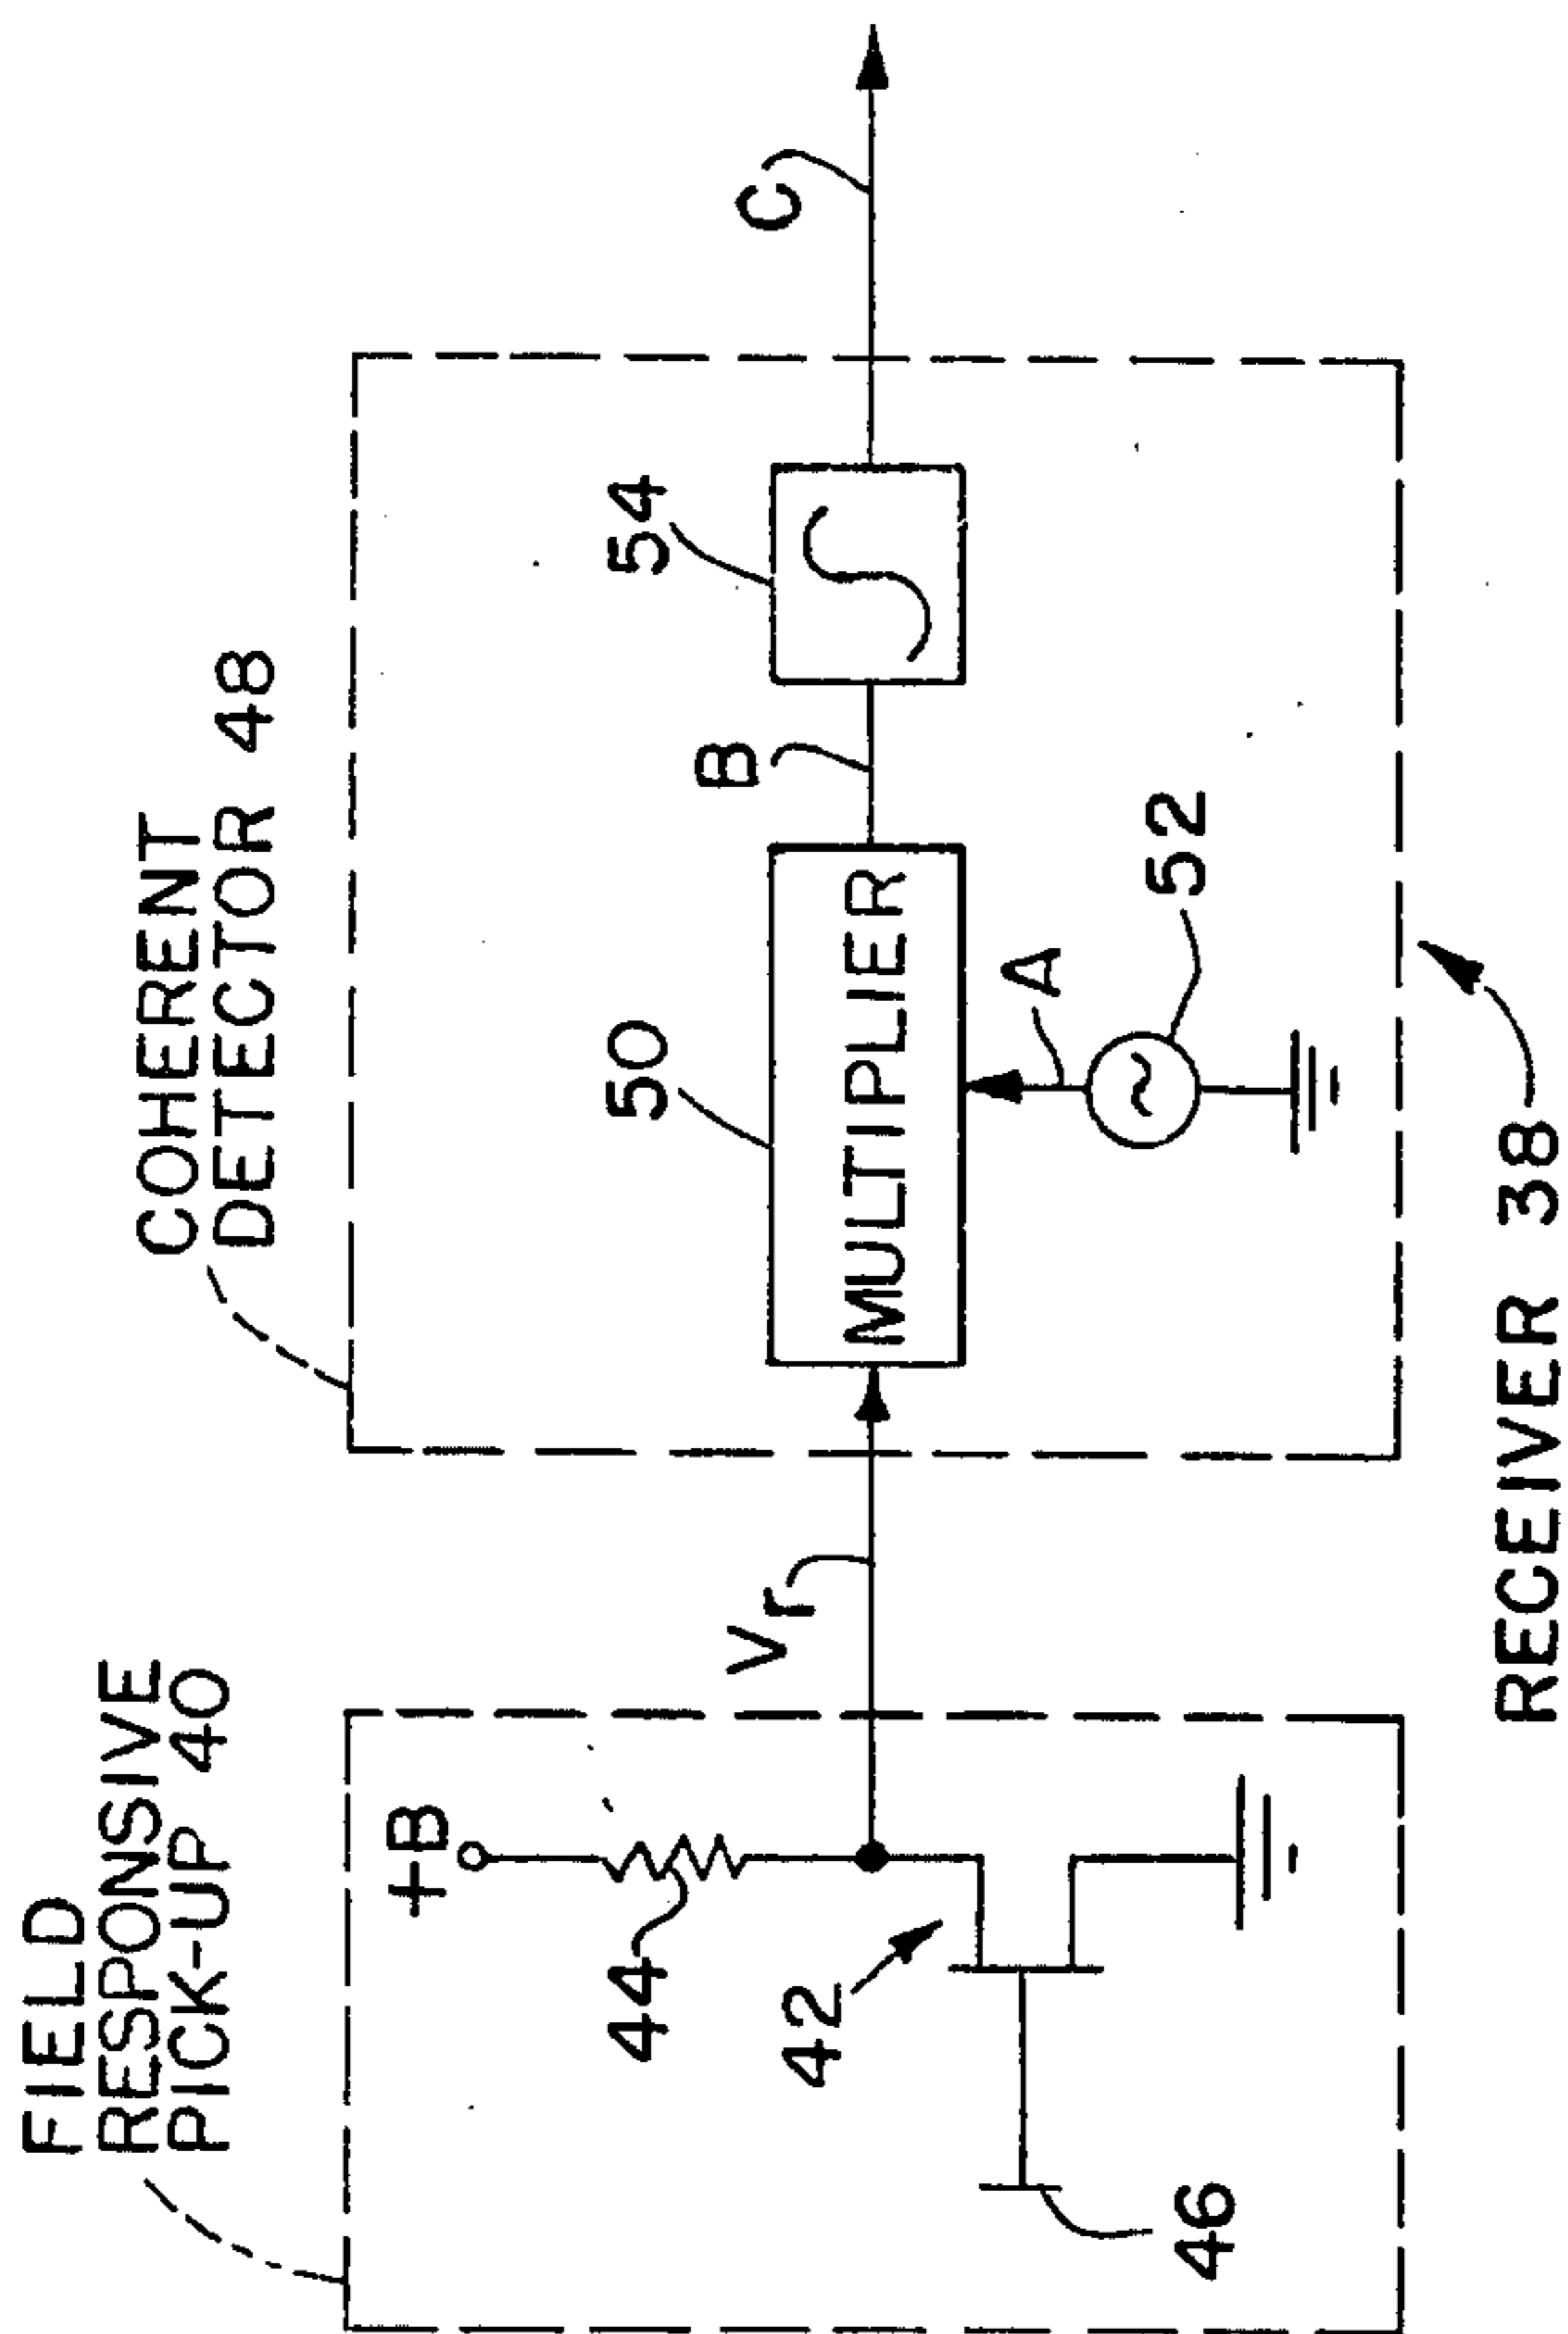 FIELD
RESPONSIVE
PICK-UP 40
COHERENT
DETECTOR 48
+B
44
42
46
Vr
50
MULTIPLIER
A
52
B
54
C
RECEIVER 38